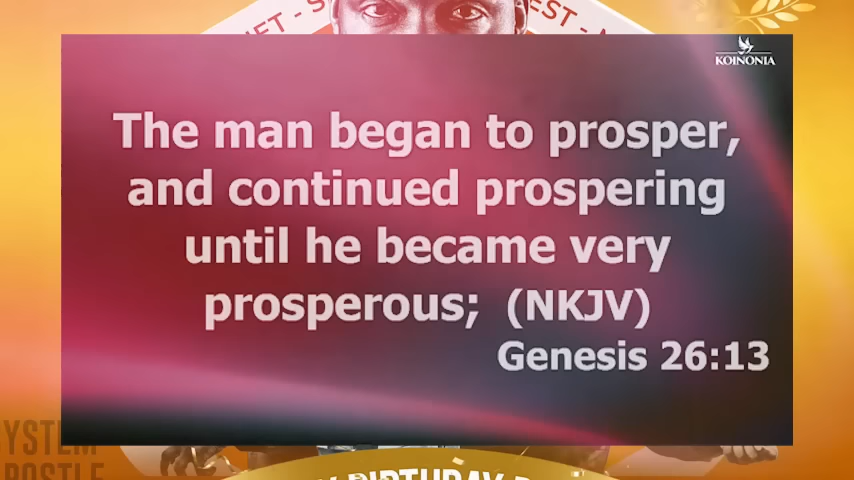 KOINONIA
The man began to prosper,
and continued prospering
until he became very
prosperous; (NKJV)
Genesis 26:13